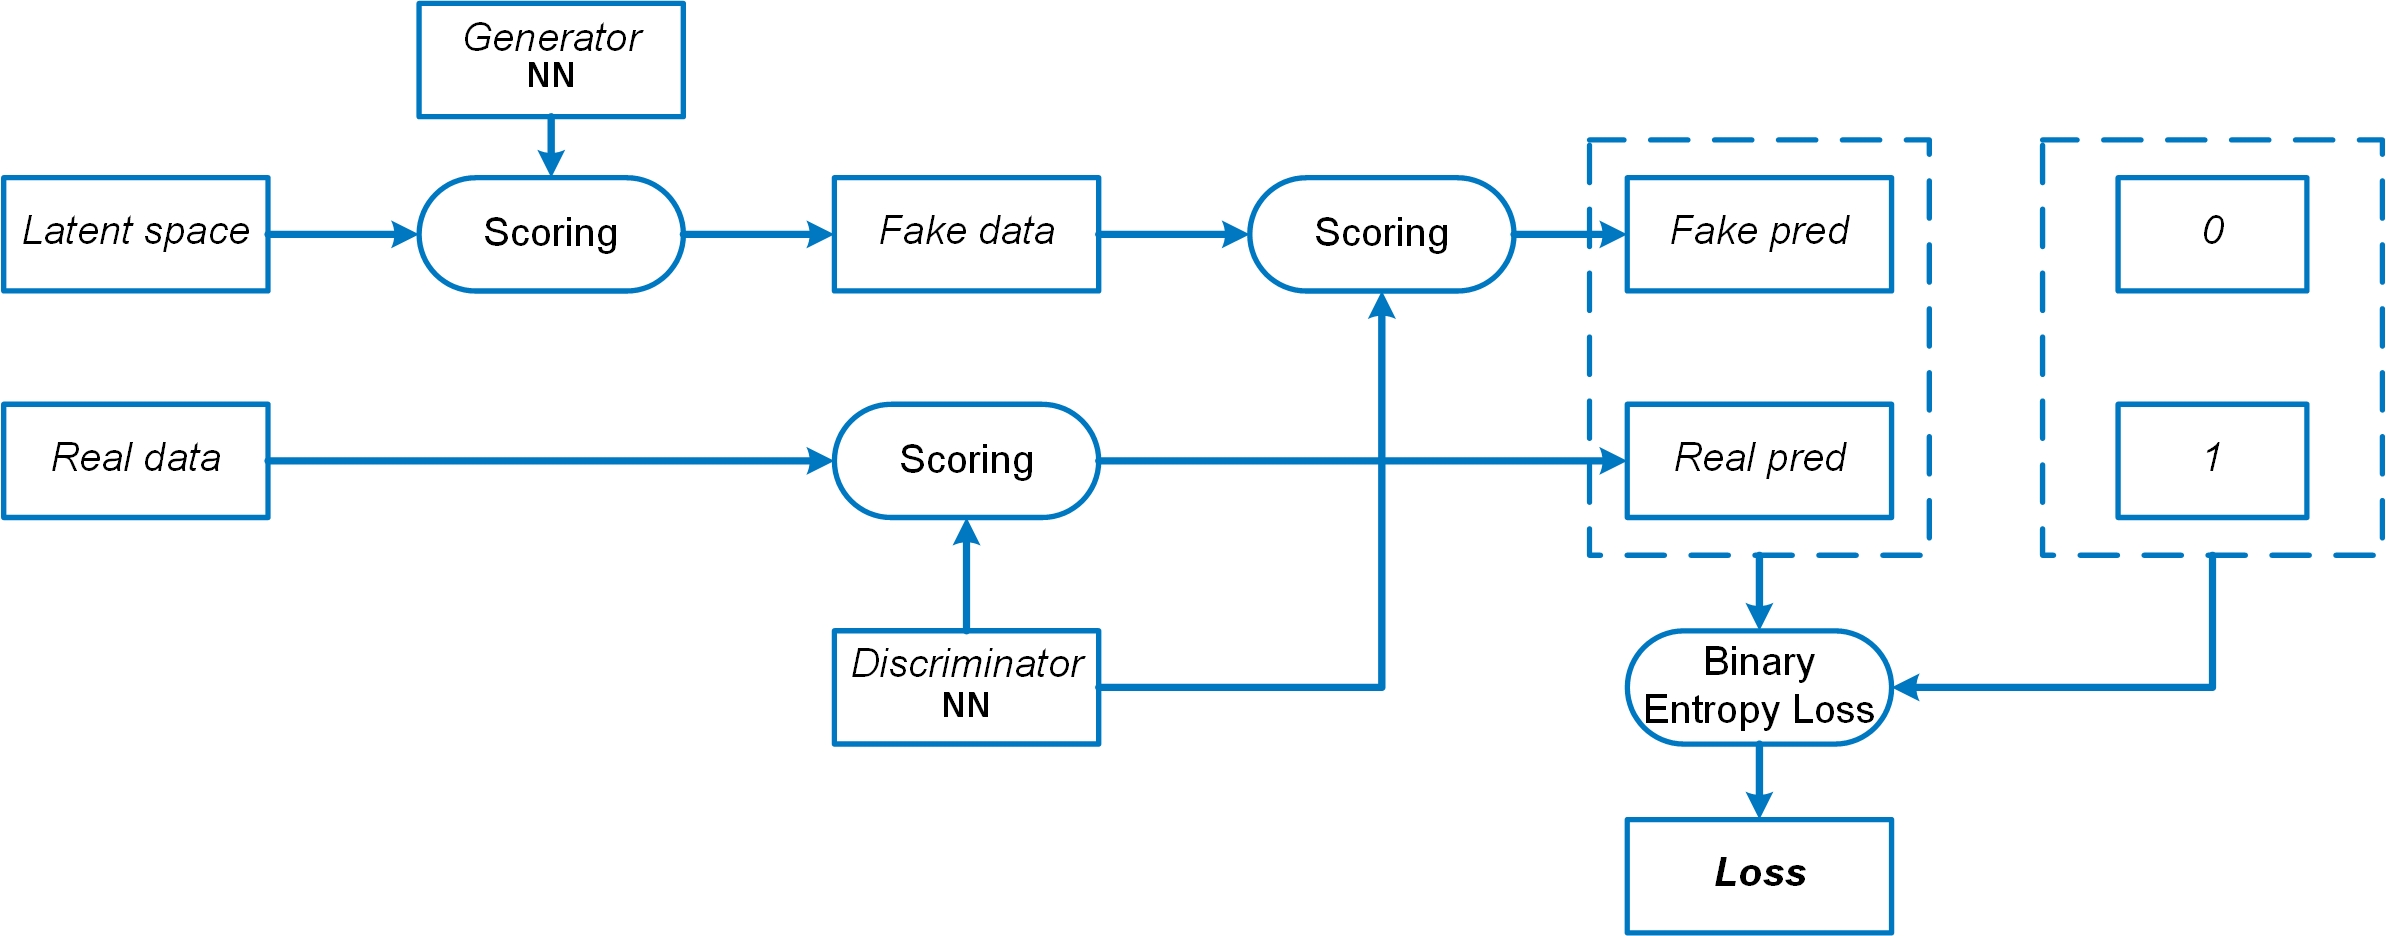 Generator
NN
Latent space
Scoring
Fake data
Scoring
Fake pred
0
Real data
Scoring
Real pred
1
Discriminator
NN
Binary
Entropy Loss
Loss